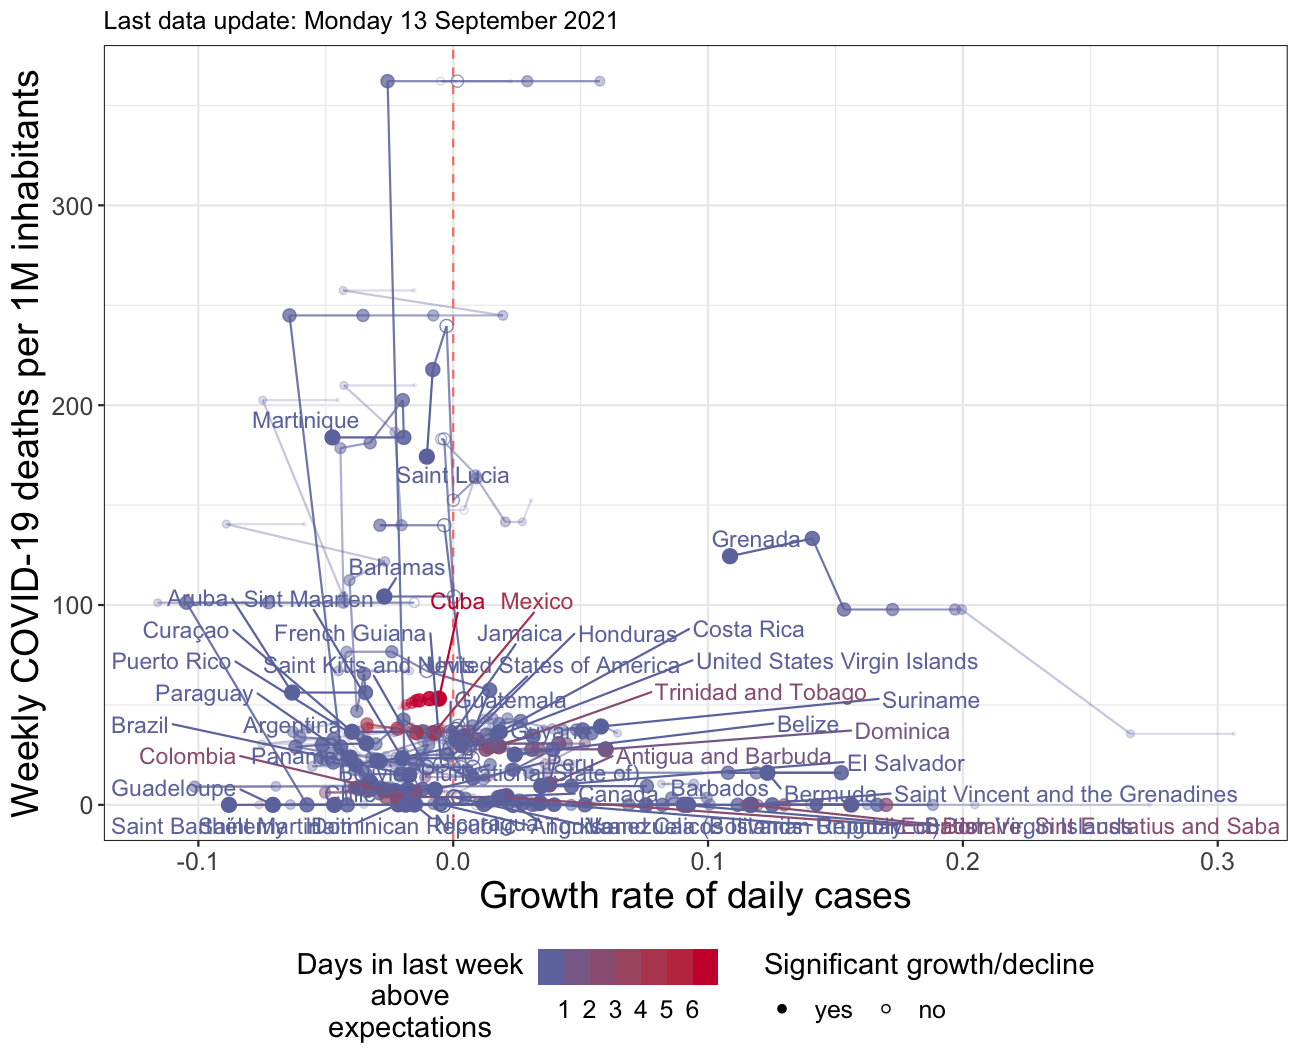 Last data update: Monday 13 September 2021
Weekly COVID-19 deaths per 1M inhabitants
300
200
100
0
Martinique
Saint Lucia
Grenada
Bahamas
Aruba
Sint Maarten
Cuba
Mexico
Curaçao
French Guiana
Jamaica
Honduras
Costa Rica
Puerto Rico
Saint Kitts and Nevis
United States of America
United States Virgin Islands
Paraguay
Guatemala
Trinidad and Tobago
Suriname
Brazil
Argentina
Guyana
Belize
Dominica
Colombia
Panama
Peru
Antigua and Barbuda
El Salvador
Guadeloupe
Canada
Barbados
Bermuda
Saint Vincent and the Grenadines
Nicaragua
-0.1
0.0
0.1
0.2
0.3
Growth rate of daily cases
Days in last week
above
expectations
1 2 3 4 5 6
Significant growth/decline
yes
no